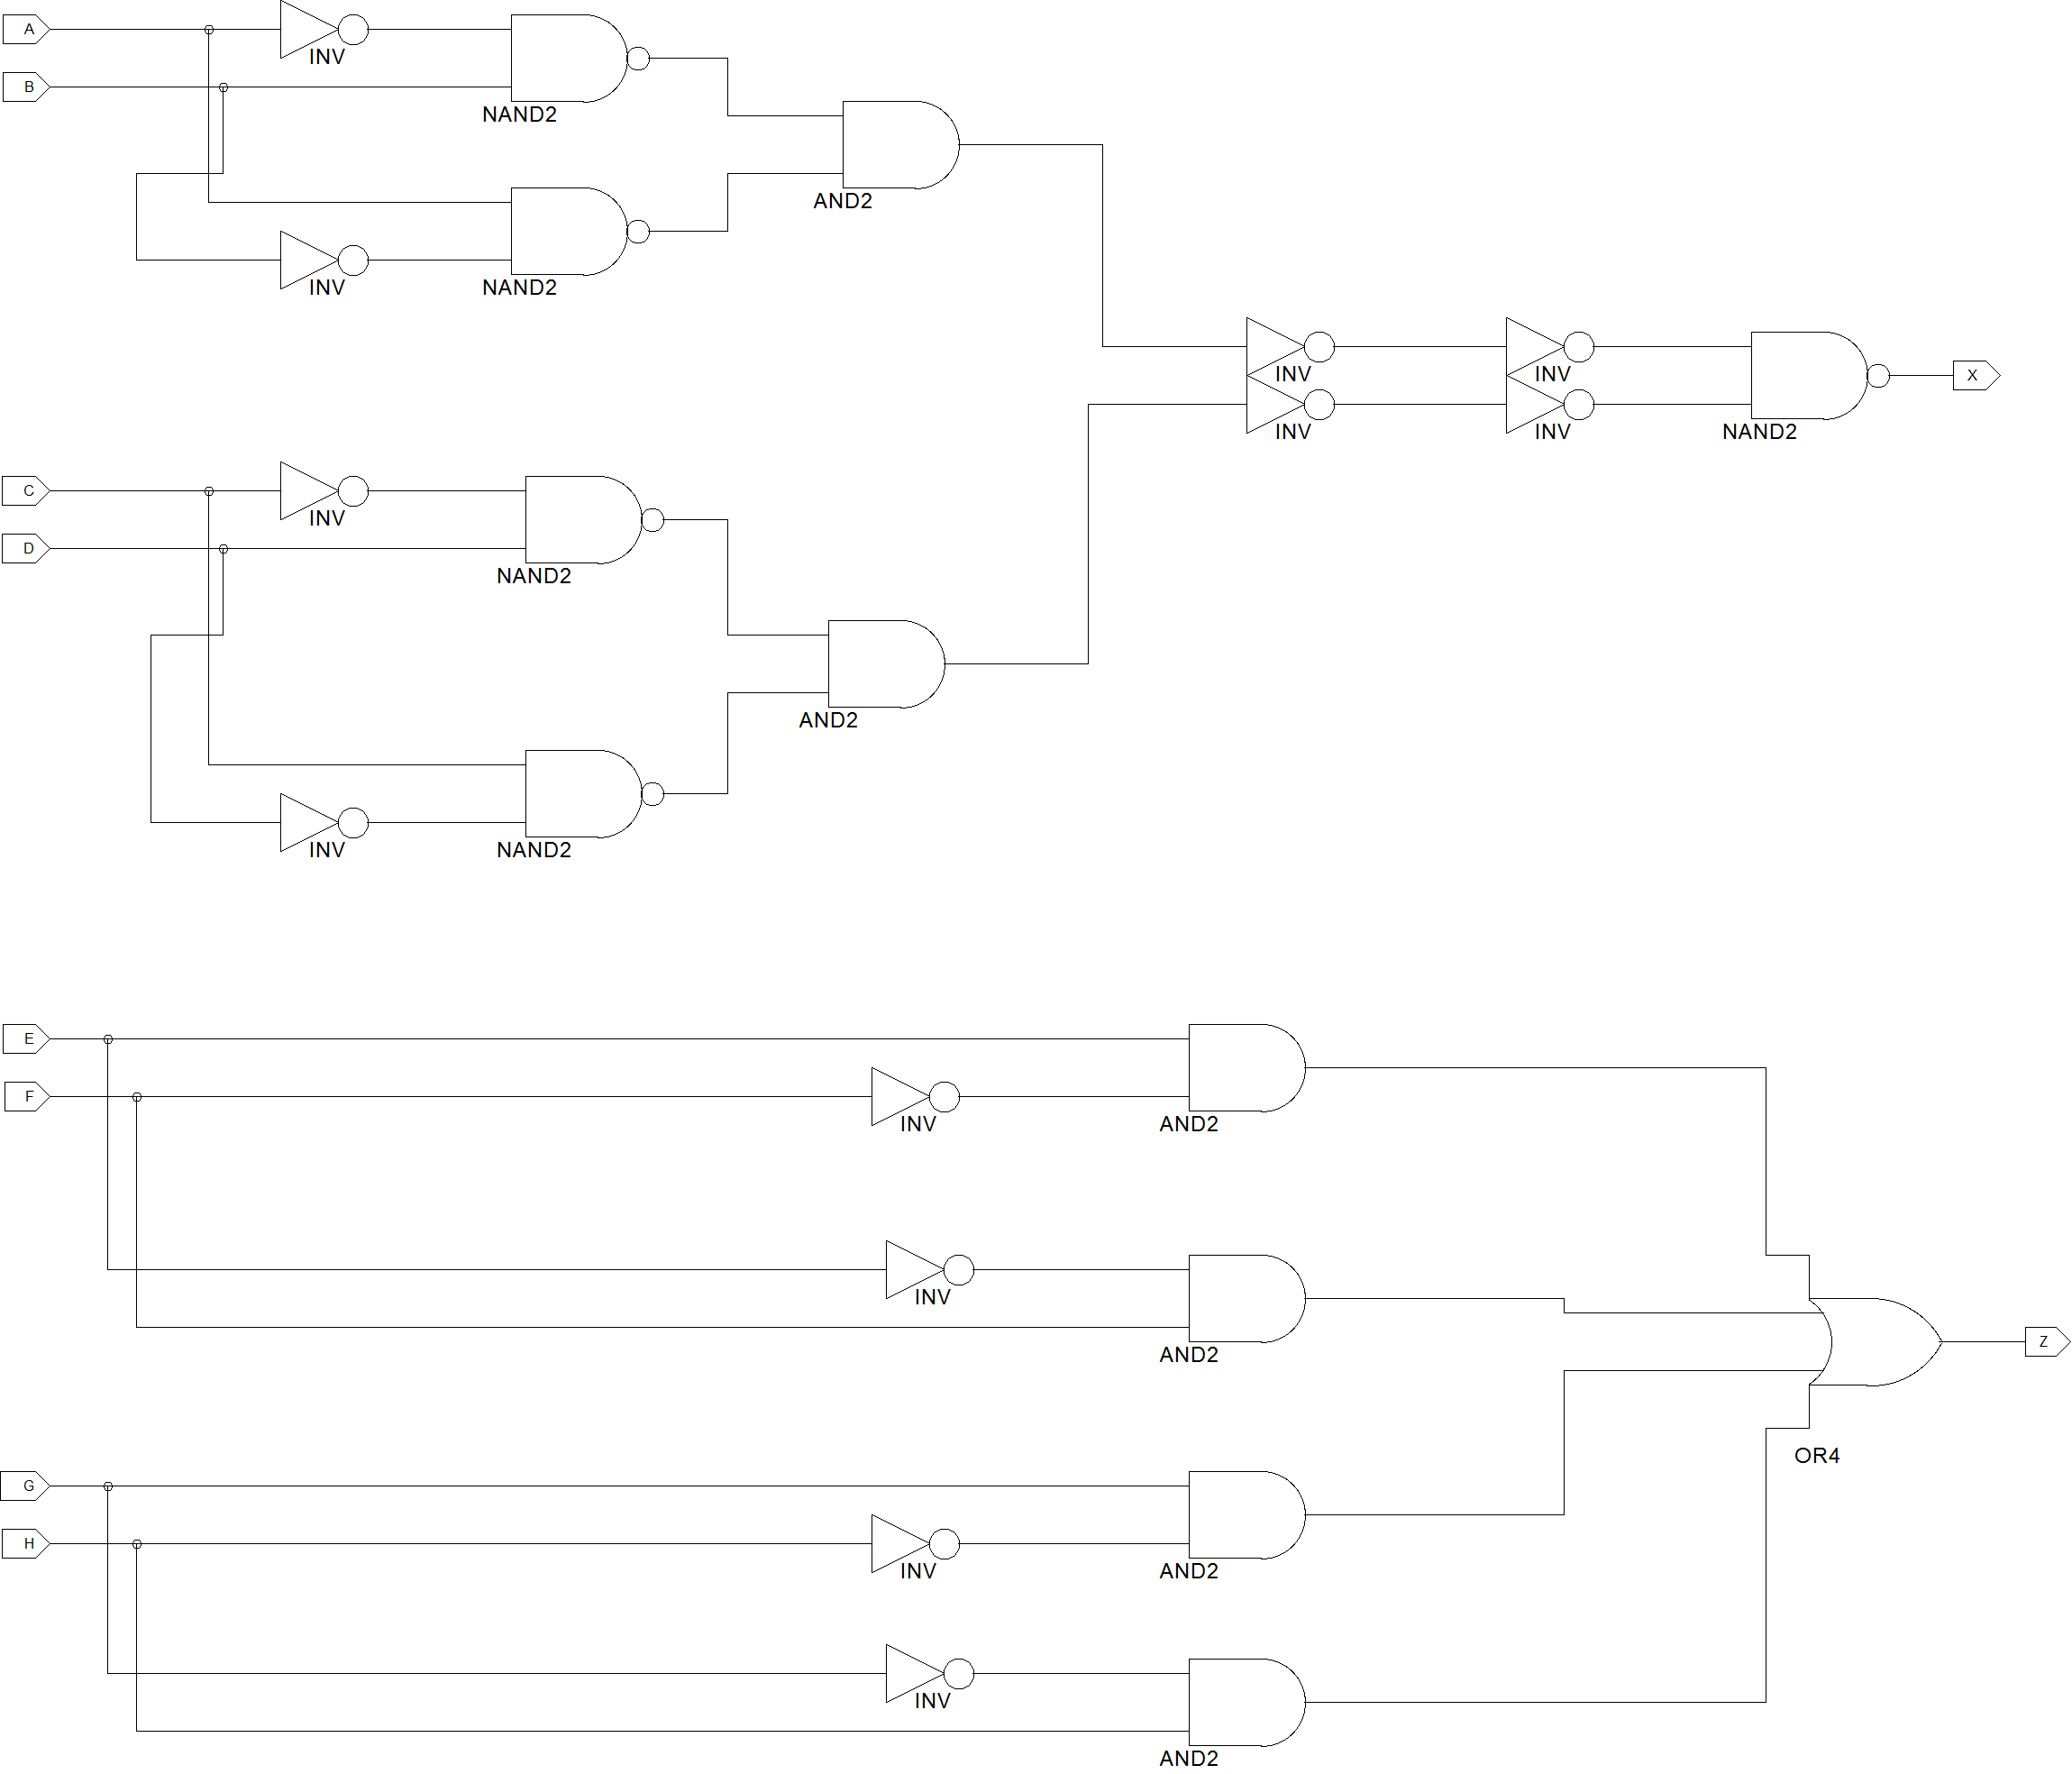 A
INV
B
NAND2
AND2
INV
NAND2
INV
INV
X
INV
INV
NAND2
C
INV
D
NAND2
AND2
INV
NAND2
E
F
INV
AND2
INV
AND2
Z
OR4
G
H
INV
AND2
INV
AND2